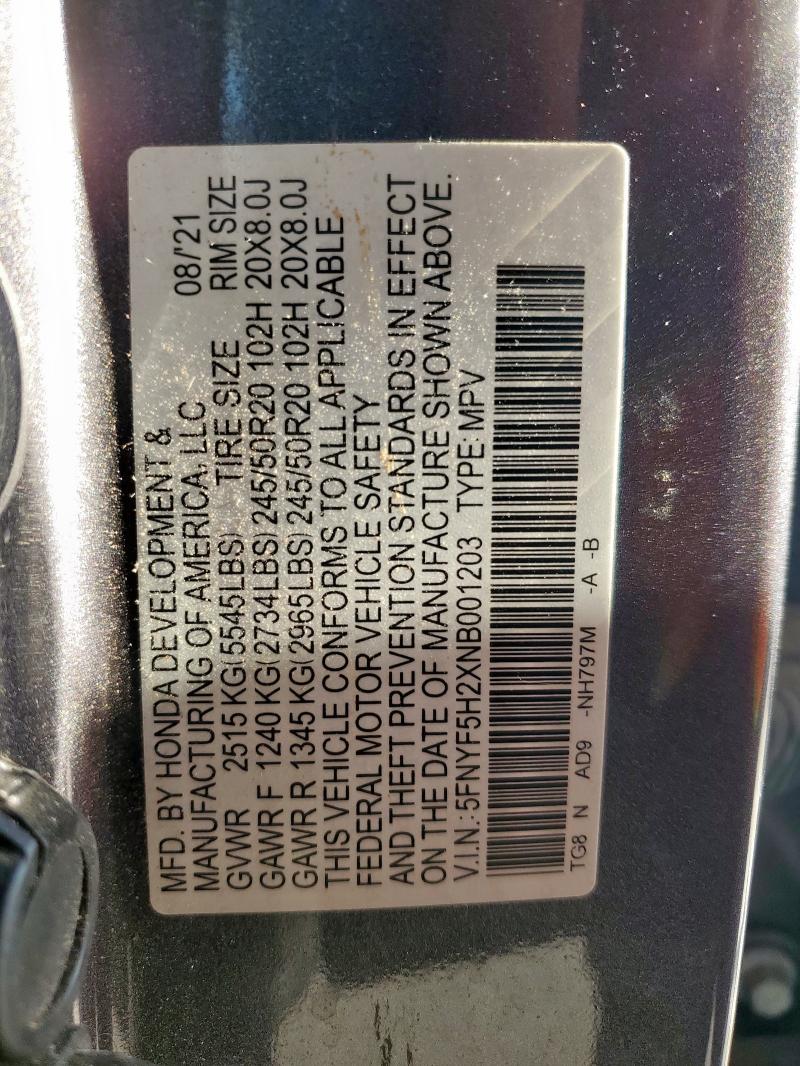 MFD. BY HONDA DEVELOPMENT &
MANUFACTURING OF AMERICA, LLC 08/'21
GVWR 2515 KG(5545LBS) TIRE SIZE RIM SIZE
GAWR F 1240 KG(2734LBS) 245/50R20 102H 20X8.0J
GAWR R 1345 KG(2965LBS) 245/50R20 102H 20X8.0J
THIS VEHICLE CONFORMS TO ALL APPLICABLE
FEDERAL MOTOR VEHICLE SAFETY
AND THEFT PREVENTION STANDARDS IN EFFECT
ON THE DATE OF MANUFACTURE SHOWN ABOVE.
V.I.N.: 5FNYF5H2XNB001203 TYPE: MPV
TG8 N AD9 -NH797M -A -B